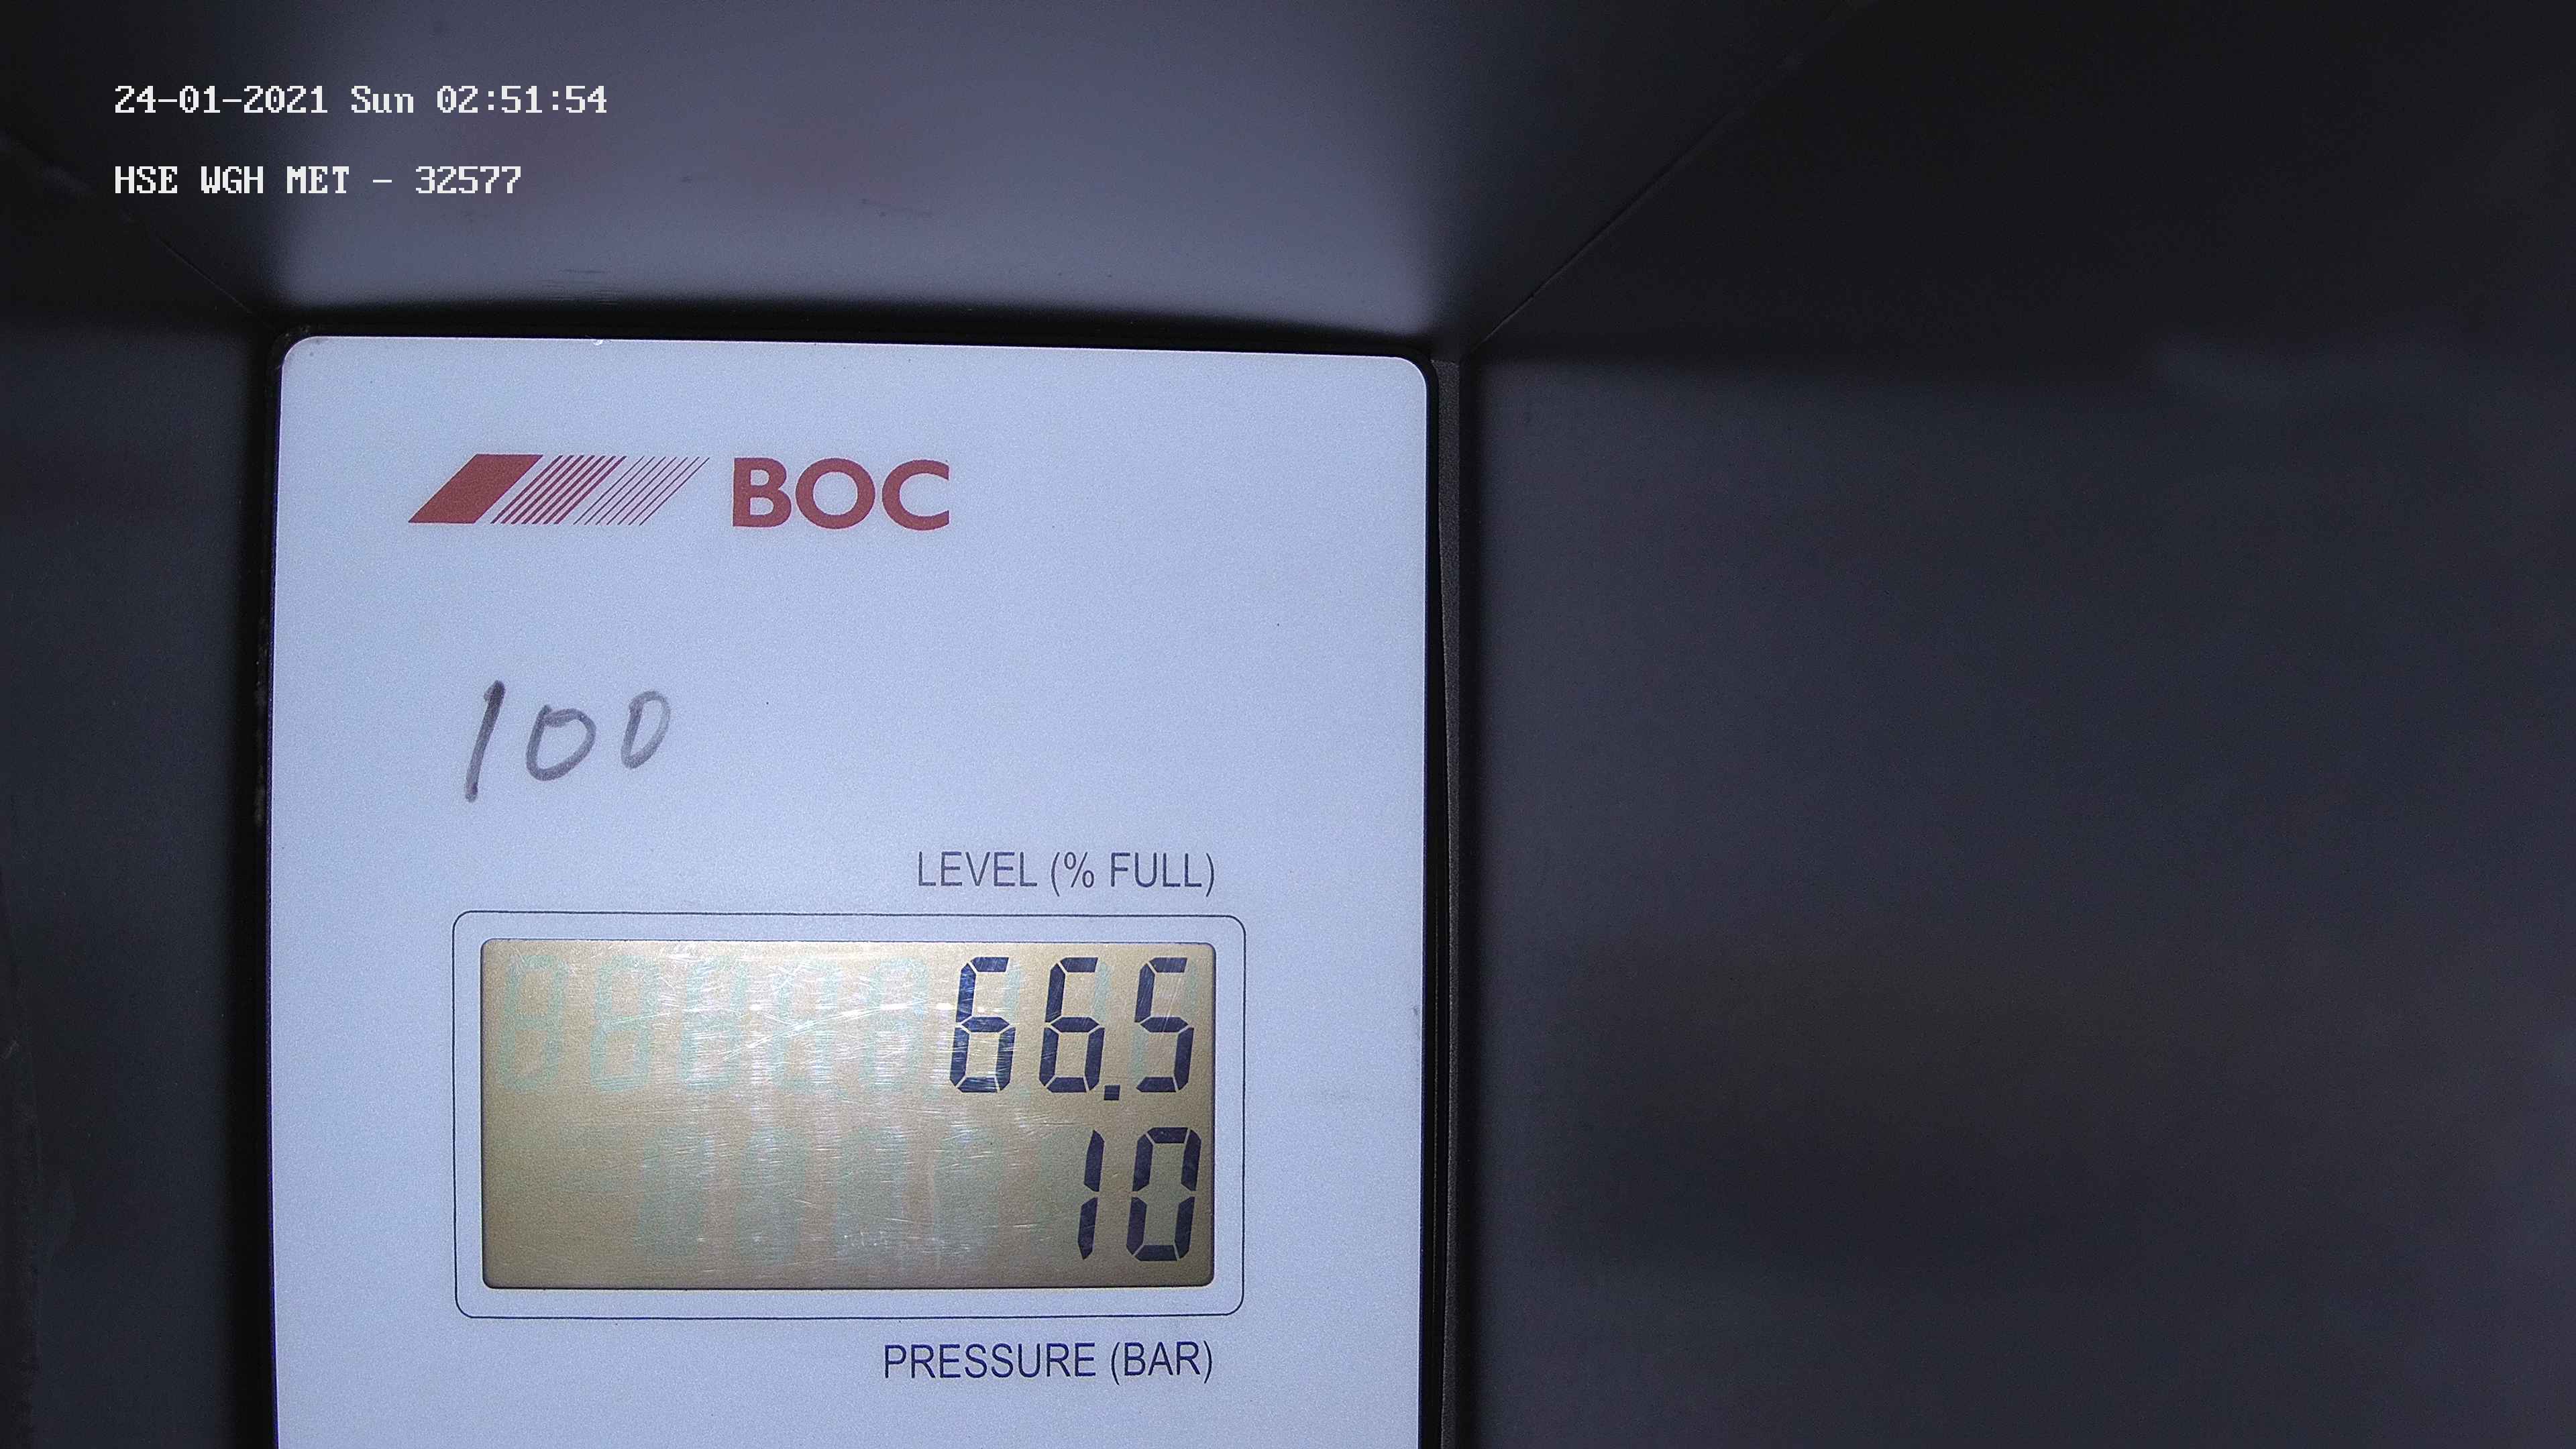 24-01-2021 Sun 02:51:54
HSE WGH MET - 32577
BOC
100
LEVEL (% FULL)
66.5
10
PRESSURE (BAR)